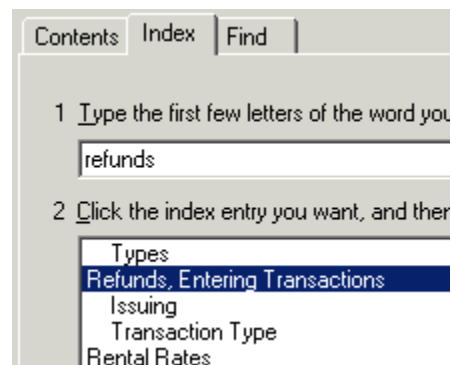 Contents Index Find
1 Type the first few letters of the word you
refunds
2 Click the index entry you want, and then
Types
Refunds, Entering Transactions
Issuing
Transaction Type
Rental Rates